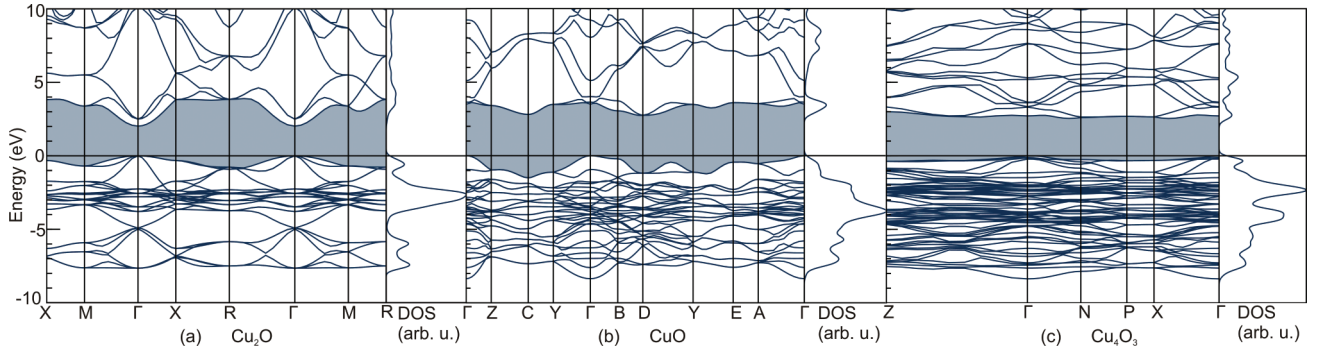 10
5
0
-5
-10
Energy (eV)
X M Γ X R Γ M R DOS Γ Z C Y Γ B D Y E A Γ DOS Z Γ N P X Γ DOS
(arb. u.) (arb. u.) (arb. u.)
(a) Cu₂O (b) CuO (c) Cu₄O₃